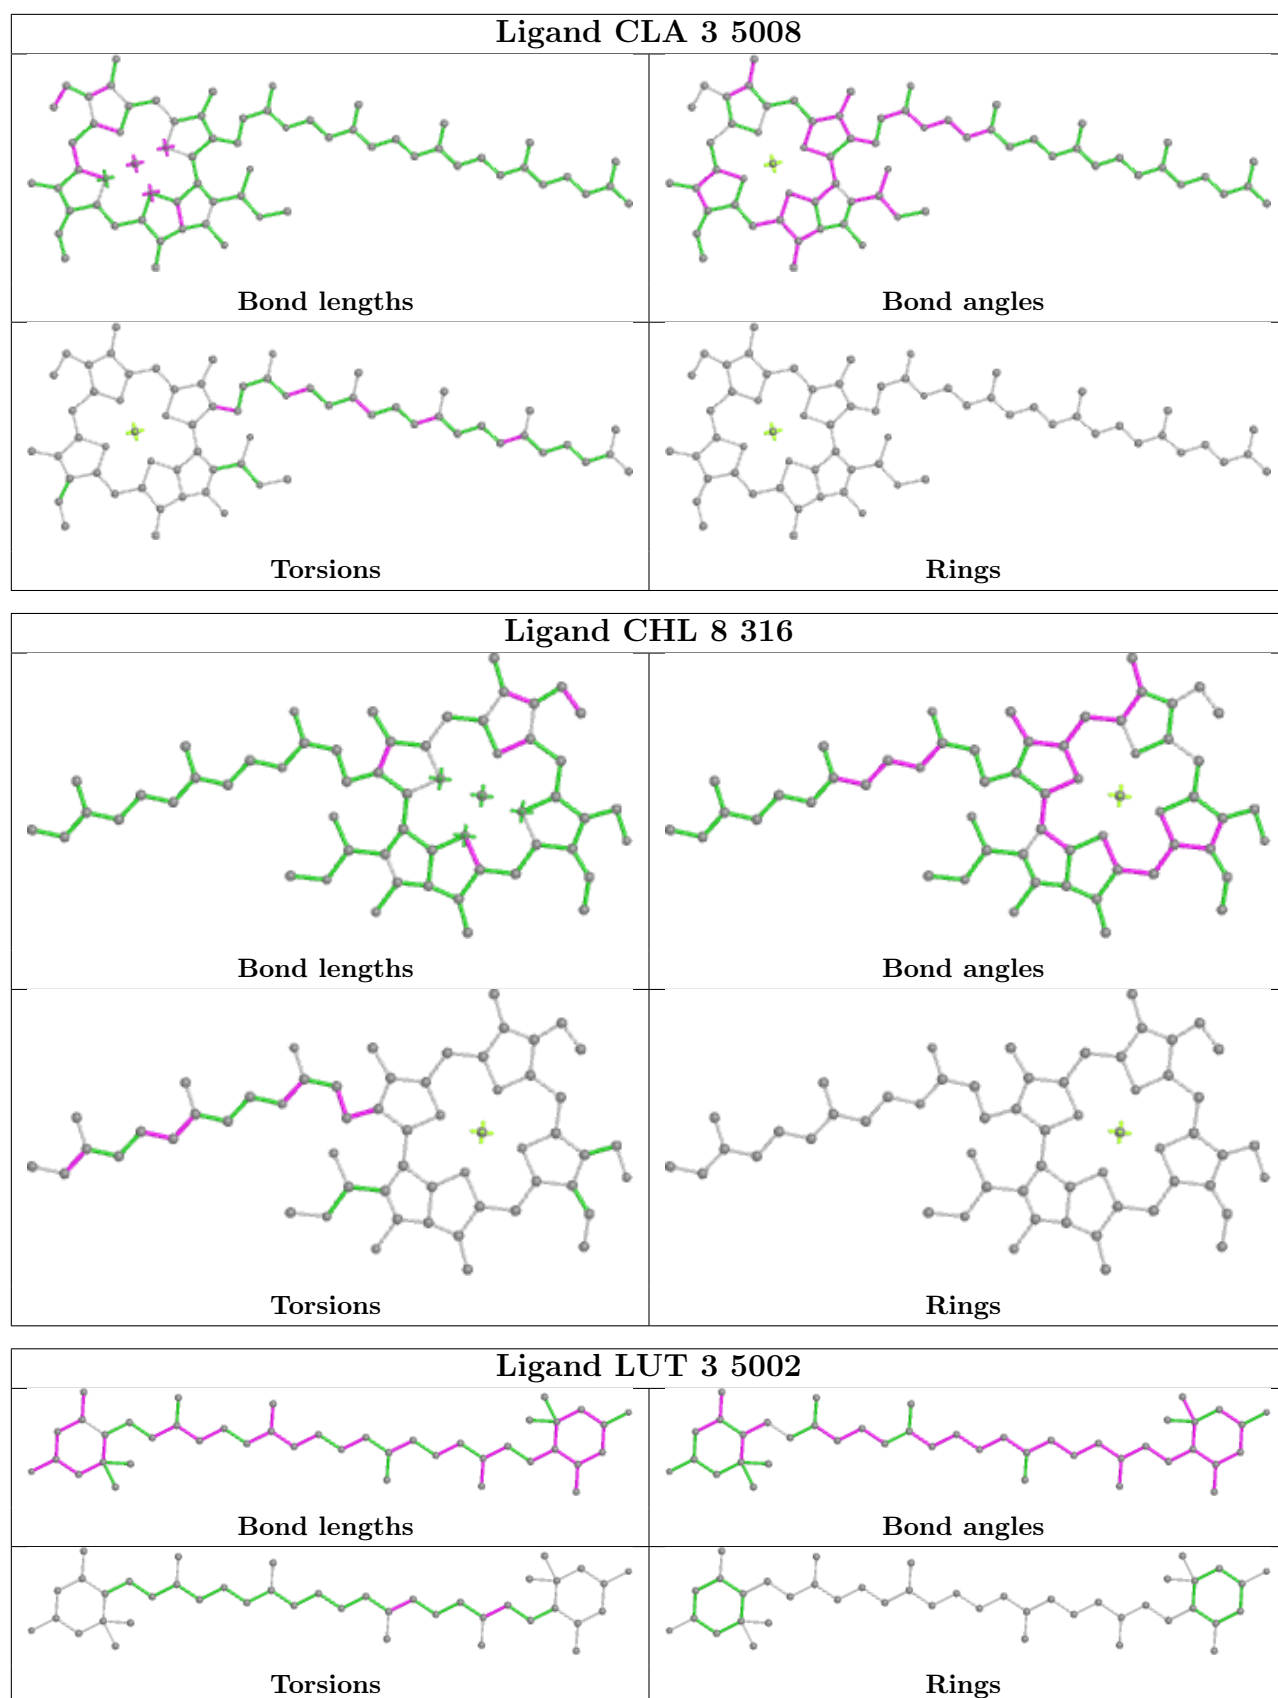 Ligand CLA 3 5008
Bond lengths
Bond angles
Torsions
Rings
Ligand CHL 8 316
Bond lengths
Bond angles
Torsions
Rings
Ligand LUT 3 5002
Bond lengths
Bond angles
Torsions
Rings